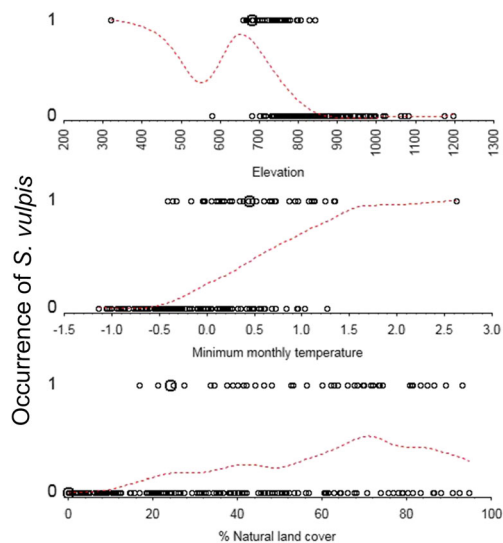 Occurrence of S. vulpis
1
0
200 300 400 500 600 700 800 900 1000 1100 1200 1300
Elevation
1
0
-1.5 -1.0 -0.5 0.0 0.5 1.0 1.5 2.0 2.5 3.0
Minimum monthly temperature
1
0
0 20 40 60 80 100
% Natural land cover